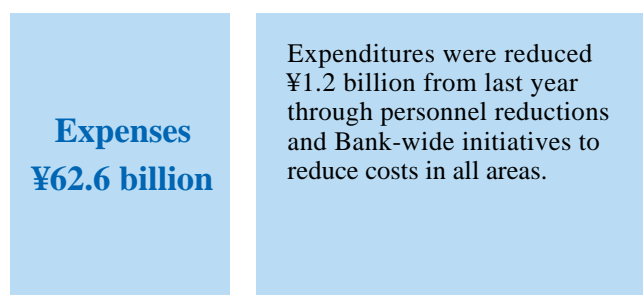 Expenses
¥62.6 billion
Expenditures were reduced
¥1.2 billion from last year
through personnel reductions
and Bank-wide initiatives to
reduce costs in all areas.